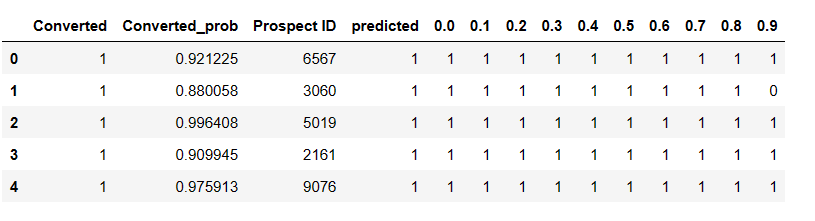 Converted Converted_prob Prospect ID predicted 0.0 0.1 0.2 0.3 0.4 0.5 0.6 0.7 0.8 0.9
0 1 0.921225 6567 1 1 1 1 1 1 1 1 1 1 1
1 1 0.880058 3060 1 1 1 1 1 1 1 1 1 1 0
2 1 0.996408 5019 1 1 1 1 1 1 1 1 1 1 1
3 1 0.909945 2161 1 1 1 1 1 1 1 1 1 1 1
4 1 0.975913 9076 1 1 1 1 1 1 1 1 1 1 1